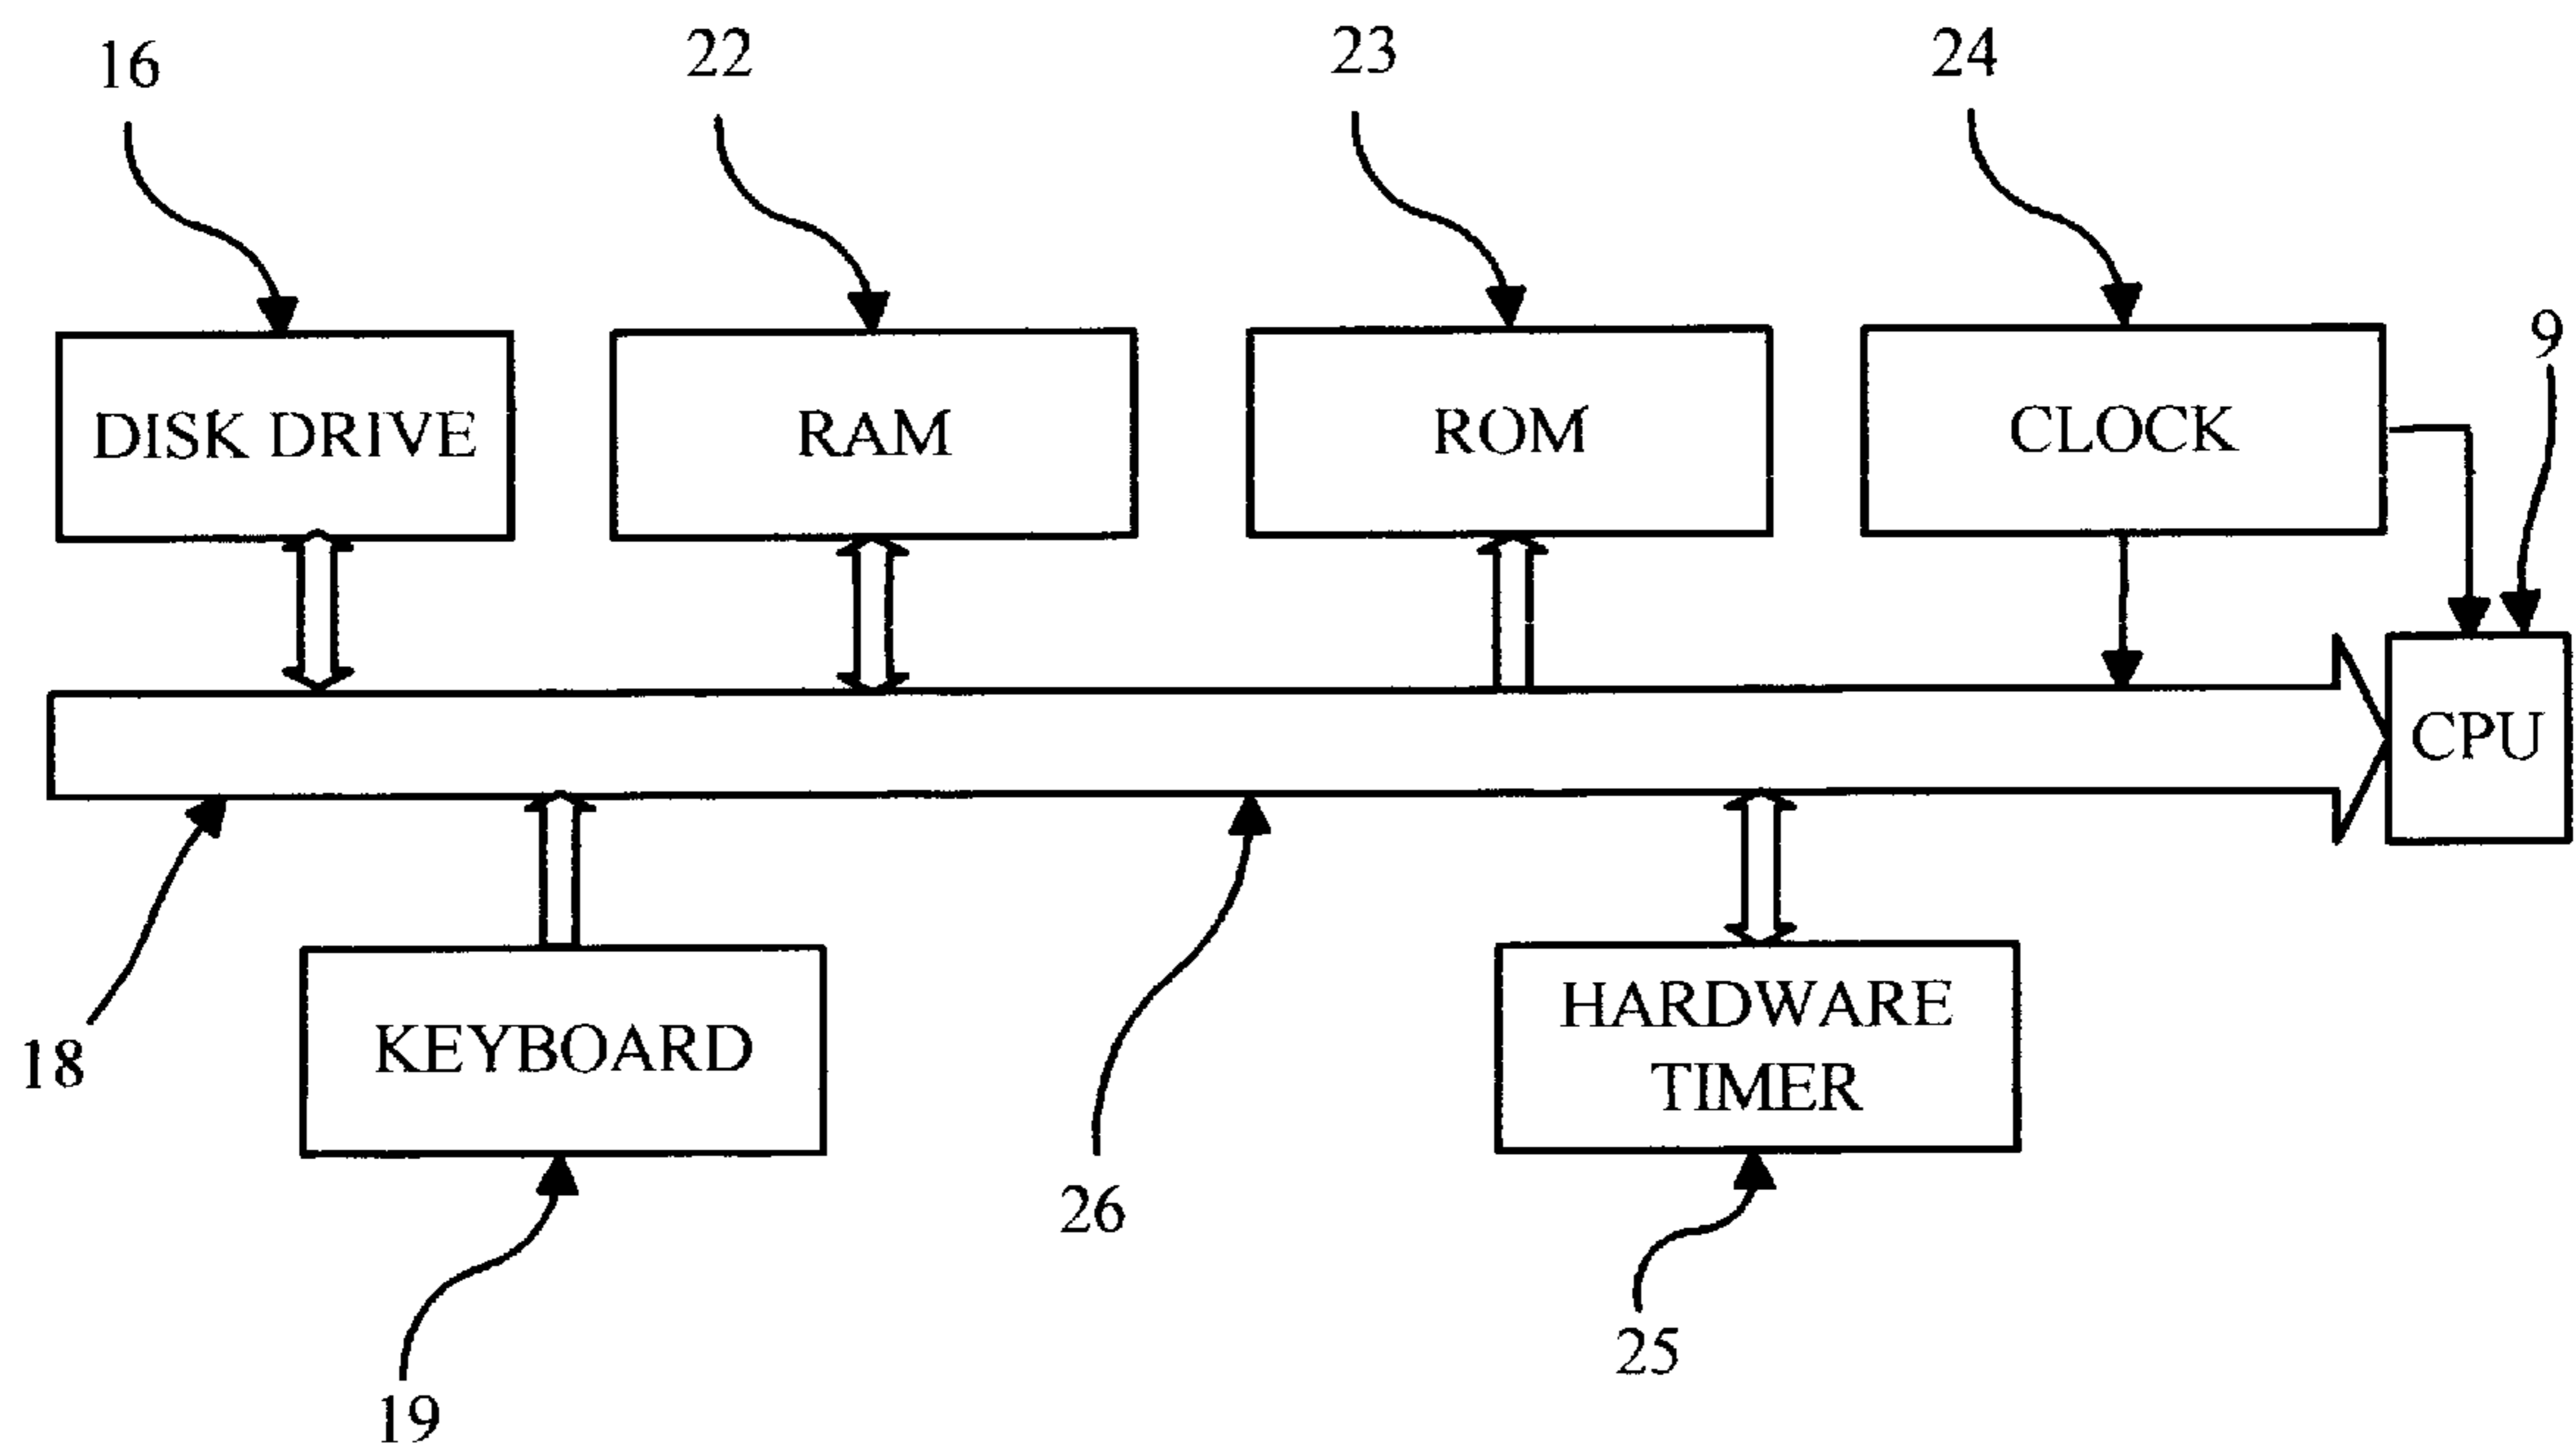 16
22
23
24
9
DISK DRIVE
RAM
ROM
CLOCK
CPU
18
KEYBOARD
HARDWARE
TIMER
26
25
19